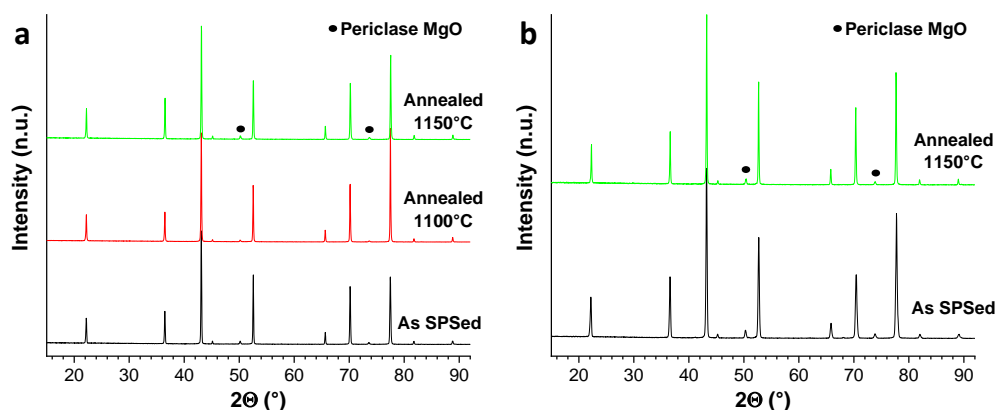 a
● Periclase MgO
Annealed
1150°C
Annealed
1100°C
As SPSed
Intensity (n.u.)
20 30 40 50 60 70 80 90
2Θ (°)
b
● Periclase MgO
Annealed
1150°C
As SPSed
Intensity (n.u.)
20 30 40 50 60 70 80 90
2Θ (°)